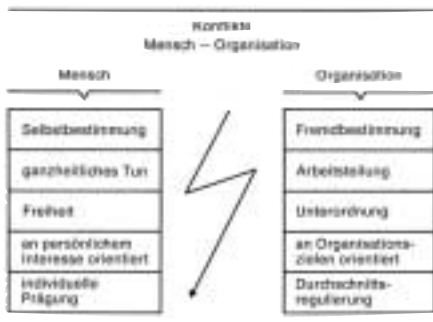 Konflikte
Mensch – Organisation
Mensch
Organisation
Selbstbestimmung
Fremdbestimmung
ganzheitliches Tun
Arbeitsteilung
Freiheit
Unterordnung
an persönlichem
Interesse orientiert
an Organisations-
zielen orientiert
individuelle
Prägung
Durchschnitts-
regulierung